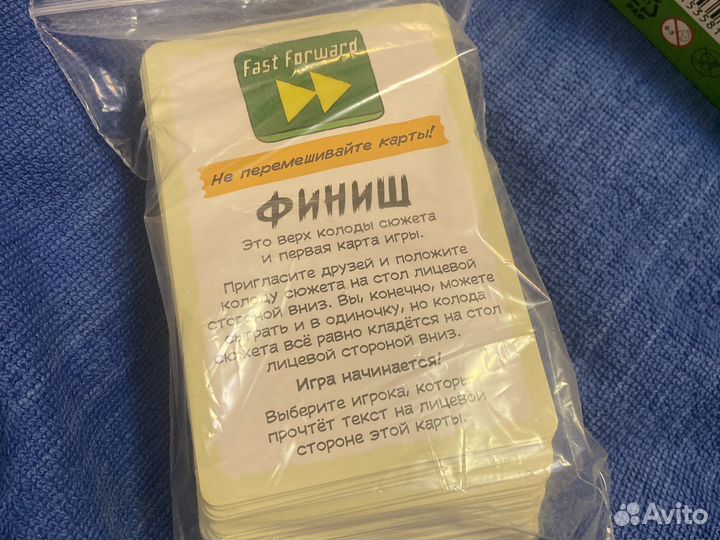 Fast Forward
Не перемешивайте карты!
ФИНИШ
Это верх колоды сюжета
и первая карта игры.
Пригласите друзей и положите
колоду сюжета на стол лицевой
стороной вниз. Вы, конечно, можете
сыграть и в одиночку, но колода
сюжета всё равно кладётся на стол
лицевой стороной вниз.
Игра начинается!
Выберите игрока, который
прочтёт текст на лицевой
стороне этой карты.
0-3
Avito